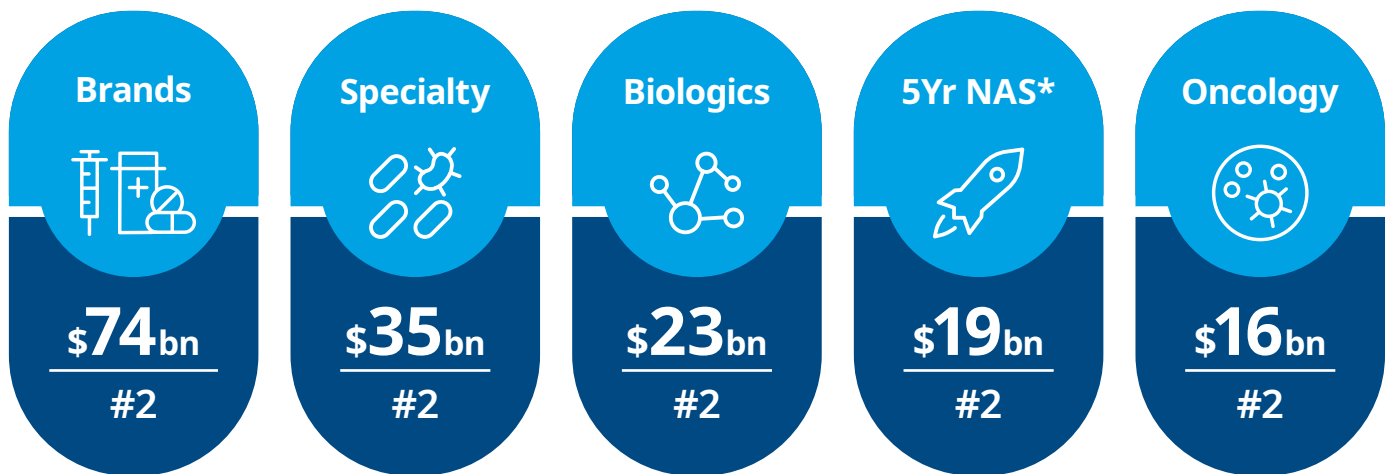 Brands
$74bn
#2
Specialty
$35bn
#2
Biologics
$23bn
#2
5Yr NAS*
$19bn
#2
Oncology
$16bn
#2